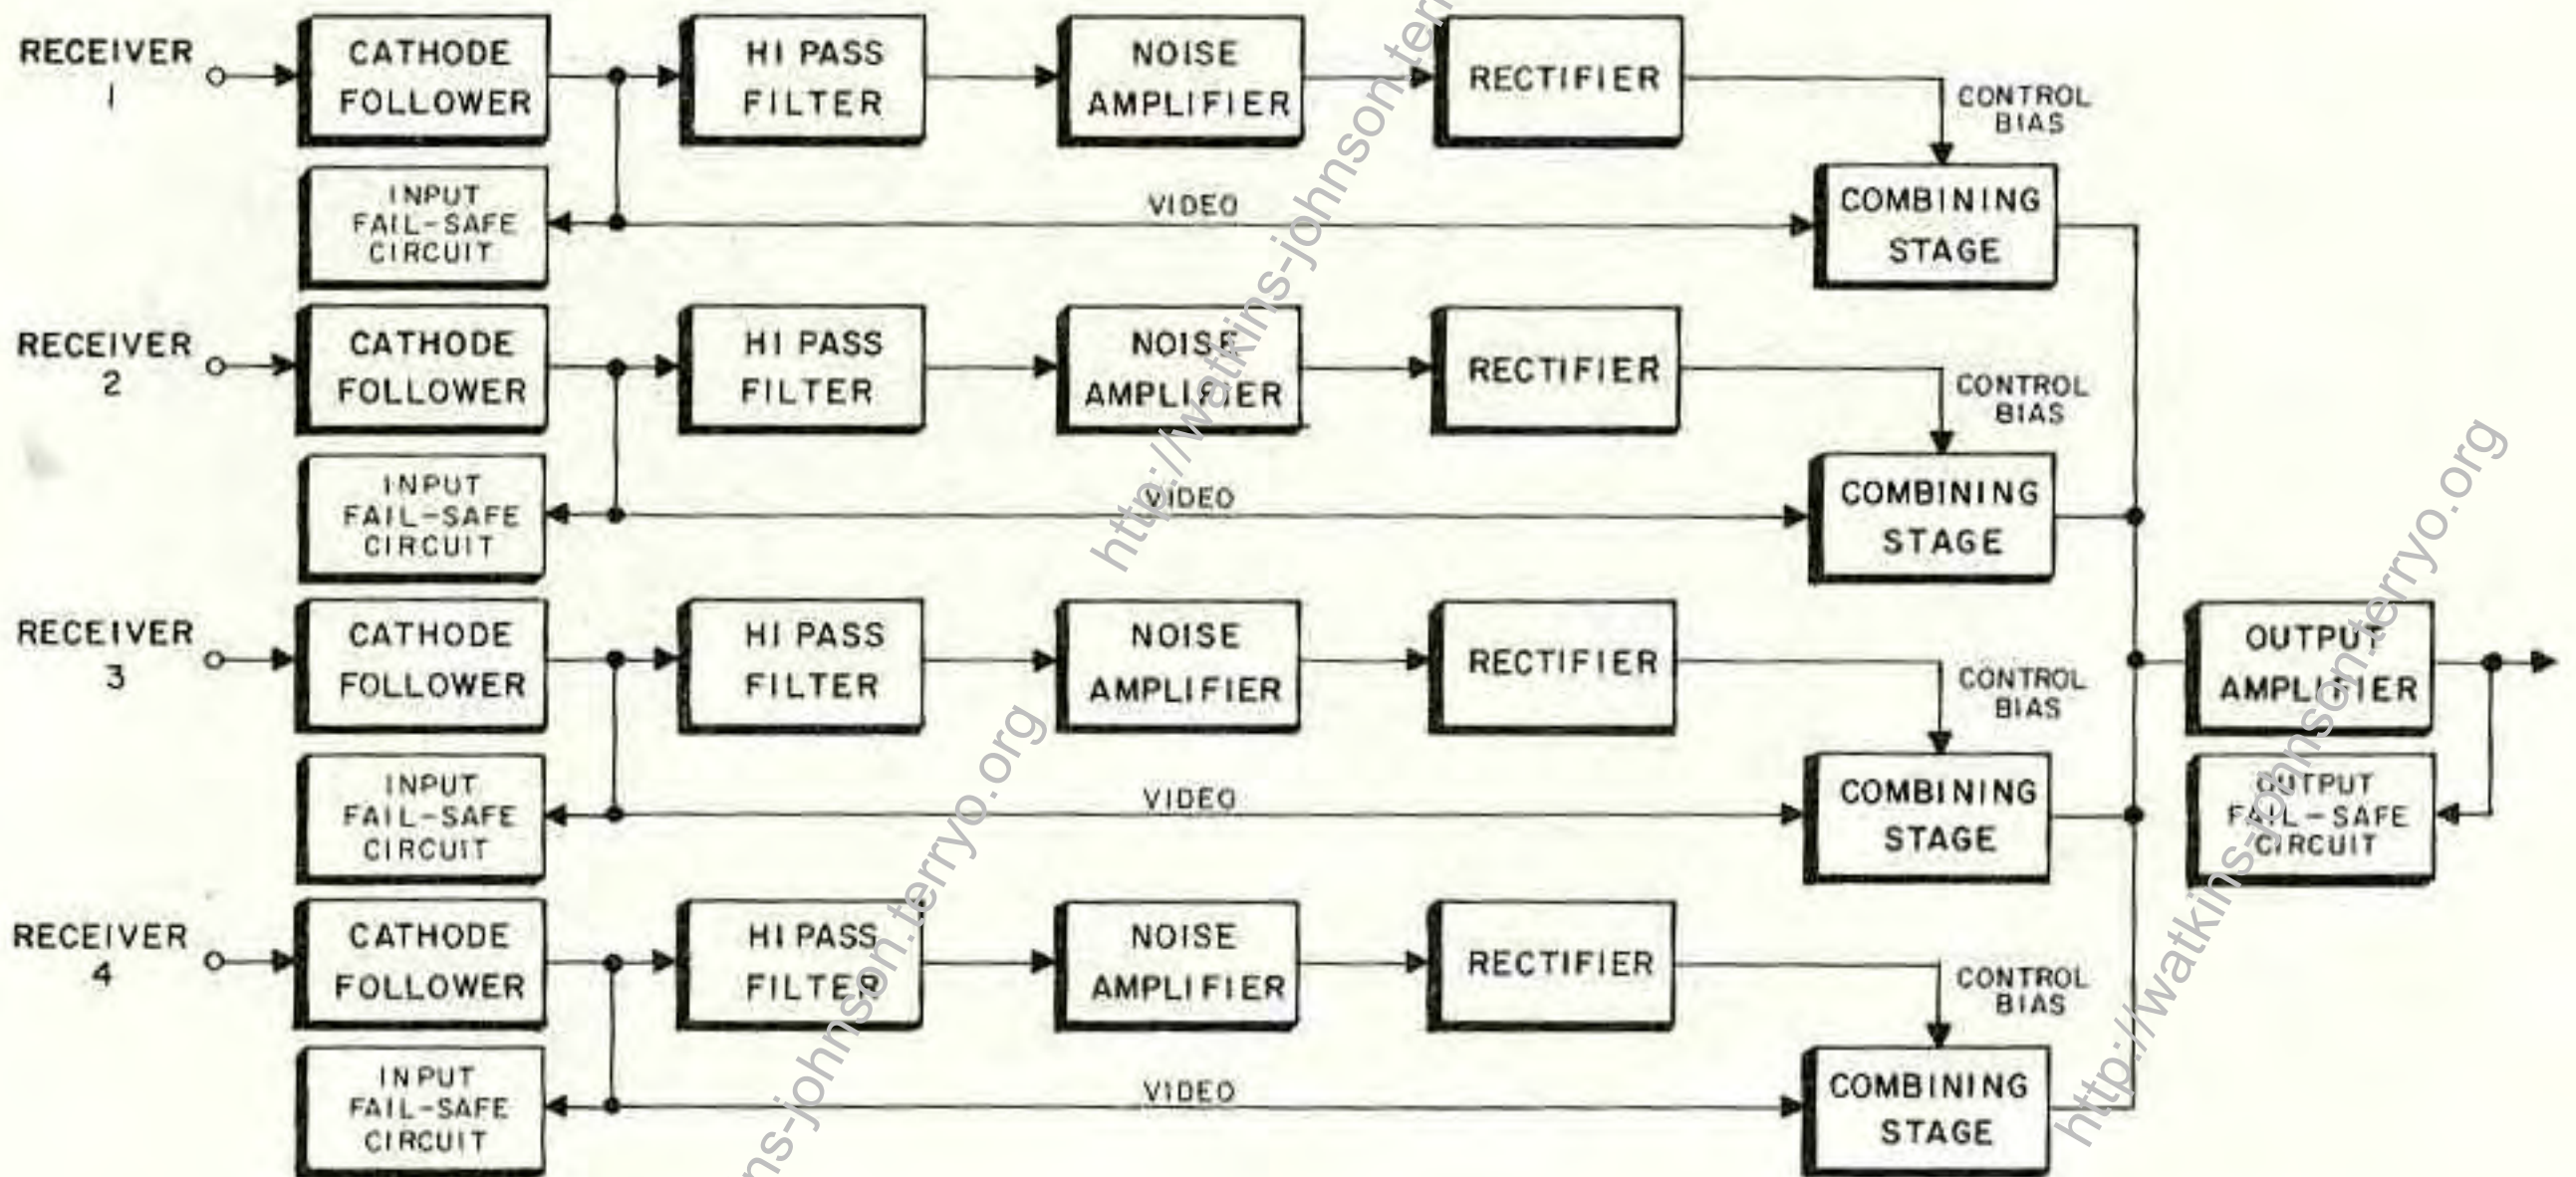 RECEIVER
1
CATHODE
FOLLOWER
HI PASS
FILTER
NOISE
AMPLIFIER
RECTIFIER
CONTROL
BIAS
INPUT
FAIL-SAFE
CIRCUIT
VIDEO
COMBINING
STAGE
RECEIVER
2
CATHODE
FOLLOWER
HI PASS
FILTER
NOISE
AMPLIFIER
RECTIFIER
CONTROL
BIAS
INPUT
FAIL-SAFE
CIRCUIT
VIDEO
COMBINING
STAGE
RECEIVER
3
CATHODE
FOLLOWER
HI PASS
FILTER
NOISE
AMPLIFIER
RECTIFIER
CONTROL
BIAS
OUTPUT
AMPLIFIER
INPUT
FAIL-SAFE
CIRCUIT
VIDEO
COMBINING
STAGE
OUTPUT
FAIL-SAFE
CIRCUIT
RECEIVER
4
CATHODE
FOLLOWER
HI PASS
FILTER
NOISE
AMPLIFIER
RECTIFIER
CONTROL
BIAS
INPUT
FAIL-SAFE
CIRCUIT
VIDEO
COMBINING
STAGE
http://watkins-johnson.ter
http://watkins-johnson.terryo.org
ns-johnson.terryo.org